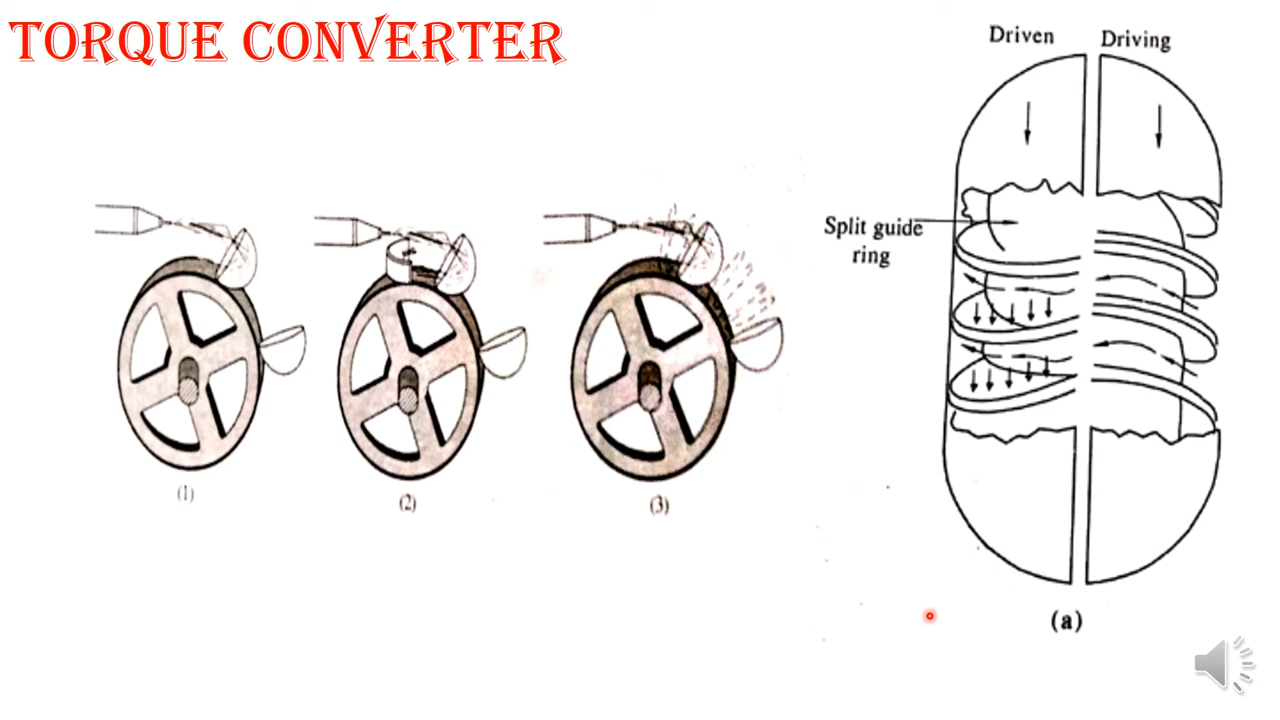 TORQUE CONVERTER
Driven Driving
Split guide
ring
(1) (2) (3)
(a)